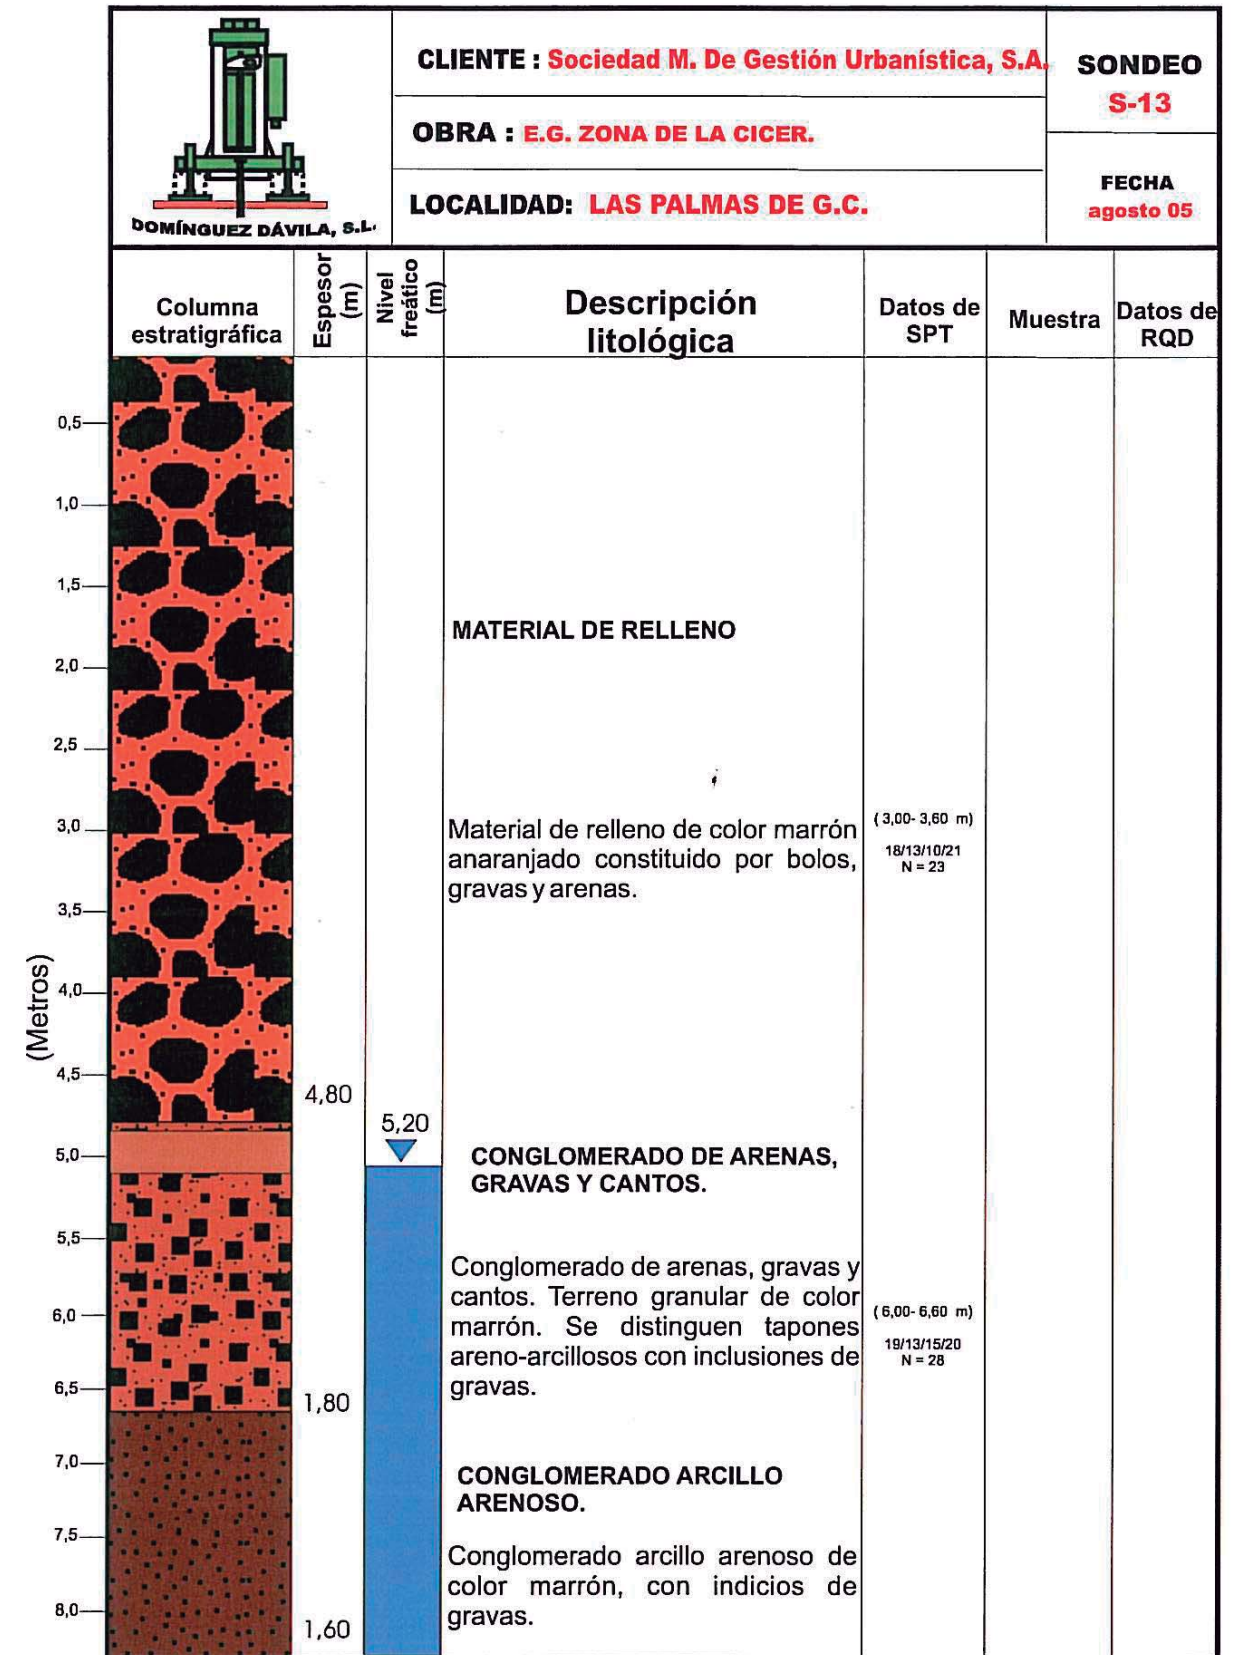 DOMÍNGUEZ DÁVILA, S.L.
CLIENTE : Sociedad M. De Gestión Urbanística, S.A.
OBRA : E.G. ZONA DE LA CICER.
LOCALIDAD: LAS PALMAS DE G.C.
SONDEO
S-13
FECHA
agosto 05
Columna
estratigráfica
Espesor
(m)
Nivel
freático
(m)
Descripción
litológica
Datos de
SPT
Muestra
Datos de
RQD
(Metros)
0,5
1,0
1,5
MATERIAL DE RELLENO
2,0
2,5
3,0
Material de relleno de color marrón
anaranjado constituido por bolos,
gravas y arenas.
( 3,00- 3,60 m)
18/13/10/21
N = 23
3,5
4,0
4,5
4,80
5,20
5,0
CONGLOMERADO DE ARENAS,
GRAVAS Y CANTOS.
5,5
Conglomerado de arenas, gravas y
cantos. Terreno granular de color
marrón. Se distinguen tapones
areno-arcillosos con inclusiones de
gravas.
6,0
( 6,00- 6,60 m)
19/13/15/20
N = 28
6,5
1,80
7,0
CONGLOMERADO ARCILLO
ARENOSO.
7,5
Conglomerado arcillo arenoso de
color marrón, con indicios de
gravas.
8,0
1,60